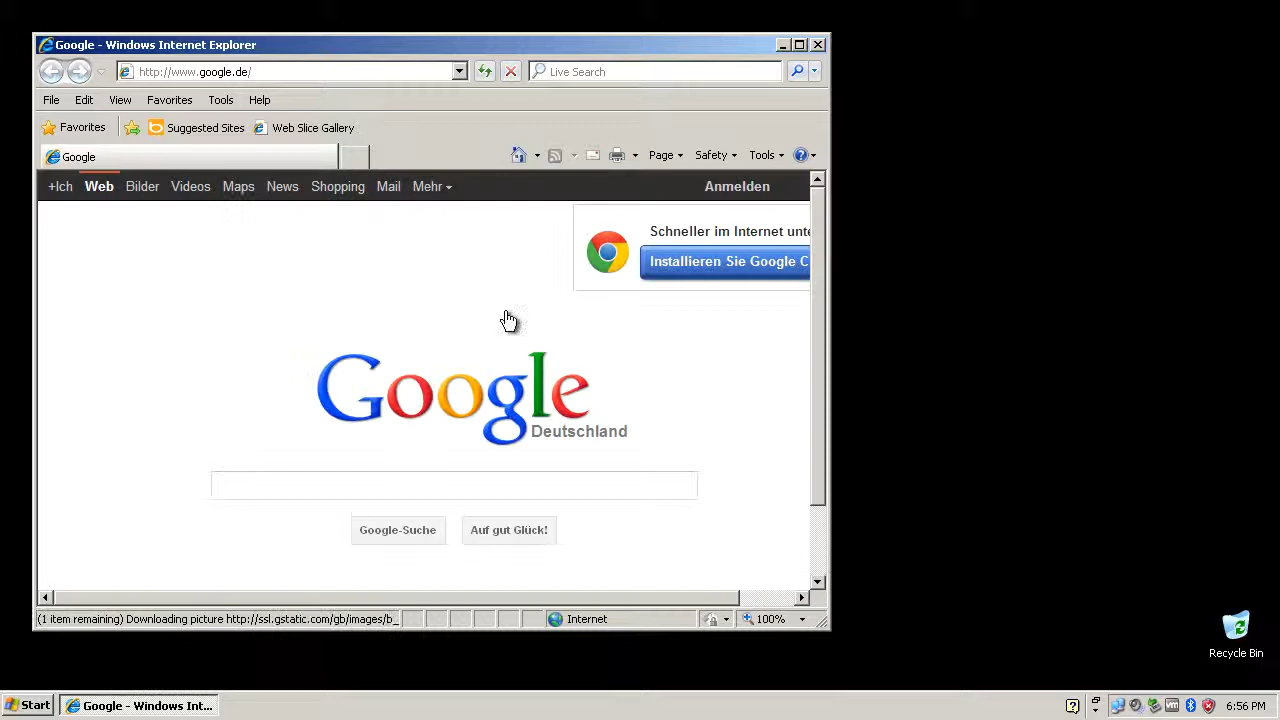 Google - Windows Internet Explorer
http://www.google.de/
Live Search
File Edit View Favorites Tools Help
Favorites Suggested Sites Web Slice Gallery
Google
Page Safety Tools
+Ich Web Bilder Videos Maps News Shopping Mail Mehr Anmelden
Schneller im Internet unte
Installieren Sie Google C
Google
Deutschland
Google-Suche Auf gut Glück!
(1 item remaining) Downloading picture http://ssl.gstatic.com/gb/images/b_ Internet 100%
Recycle Bin
Start Google - Windows Int... 6:56 PM